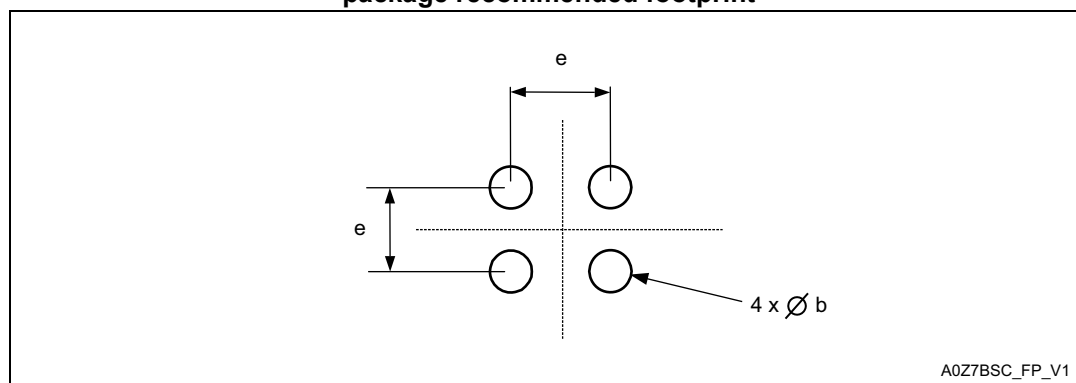 package recommended footprint
e
e
4 x Ø b
A0Z7BSC_FP_V1